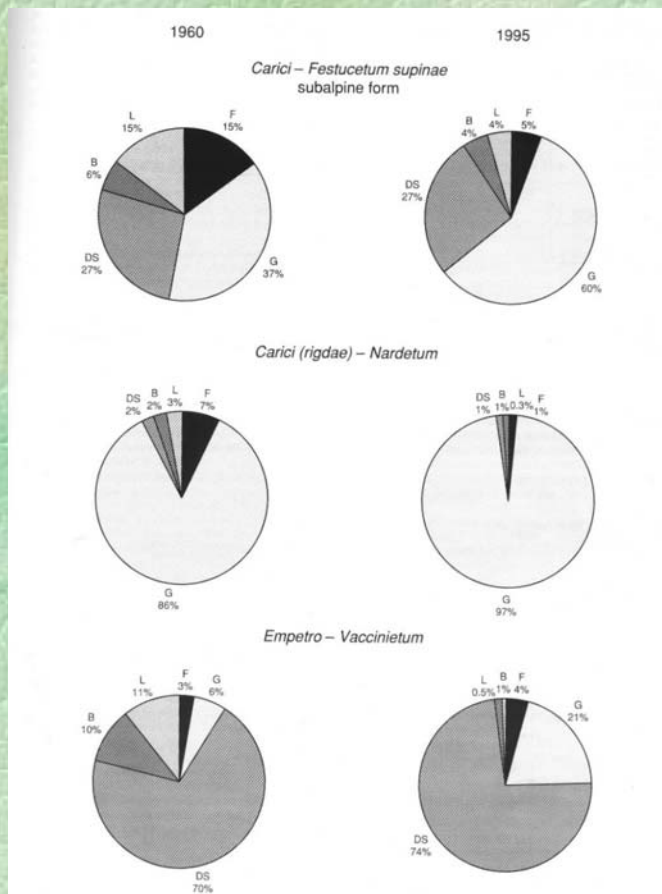 1960
1995
Carici – Festucetum supinae
subalpine form
L
15%
F
15%
B
6%
DS
27%
G
37%
L
4%
F
5%
B
4%
DS
27%
G
60%
Carici (rigdae) – Nardetum
DS
2%
B
2%
L
3%
F
7%
G
86%
DS
1%
B
1%
L
0.3%
F
1%
G
97%
Empetro – Vaccinietum
L
11%
F
3%
G
6%
B
10%
DS
70%
L
0.5%
B
1%
F
4%
G
21%
DS
74%